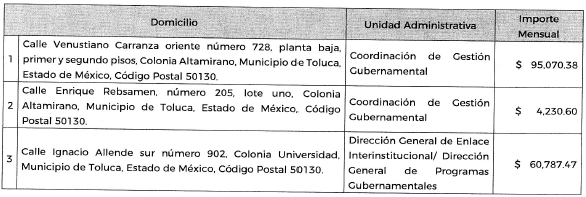 Domicilio
Unidad Administrativa
Importe
Mensual
1
Calle Venustiano Carranza oriente número 728, planta baja,
primer y segundo pisos, Colonia Altamirano, Municipio de Toluca,
Estado de México, Código Postal 50130.
Coordinación de Gestión
Gubernamental
$ 95,070.38
2
Calle Enrique Rebsamen, número 205, lote uno, Colonia
Altamirano, Municipio de Toluca, Estado de México, Código
Postal 50130.
Coordinación de Gestión
Gubernamental
$ 4,230.60
3
Calle Ignacio Allende sur número 902, Colonia Universidad,
Municipio de Toluca, Estado de México, Código Postal 50130.
Dirección General de Enlace
Interinstitucional/ Dirección
General de Programas
Gubernamentales
$ 60,787.47